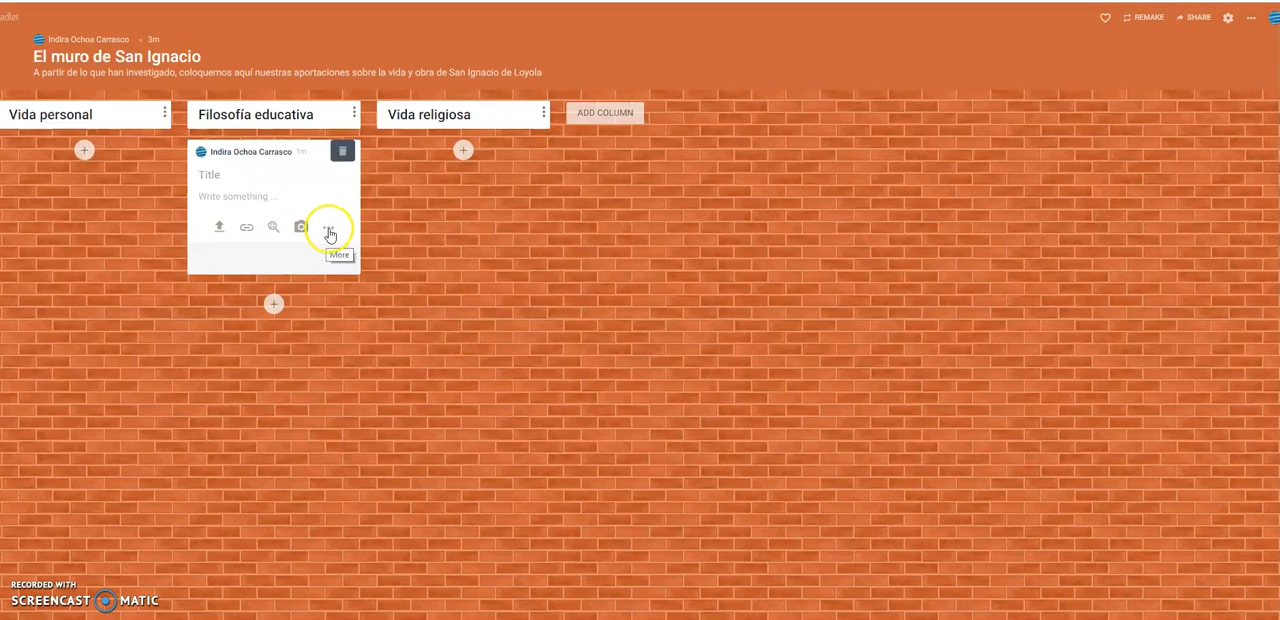 adlet
REMAKE
SHARE
Indira Ochoa Carrasco • 3m
El muro de San Ignacio
A partir de lo que han investigado, coloquemos aquí nuestras aportaciones sobre la vida y obra de San Ignacio de Loyola
Vida personal
Filosofía educativa
Vida religiosa
ADD COLUMN
Indira Ochoa Carrasco 1m
Title
Write something ...
More
RECORDED WITH
SCREENCAST MATIC